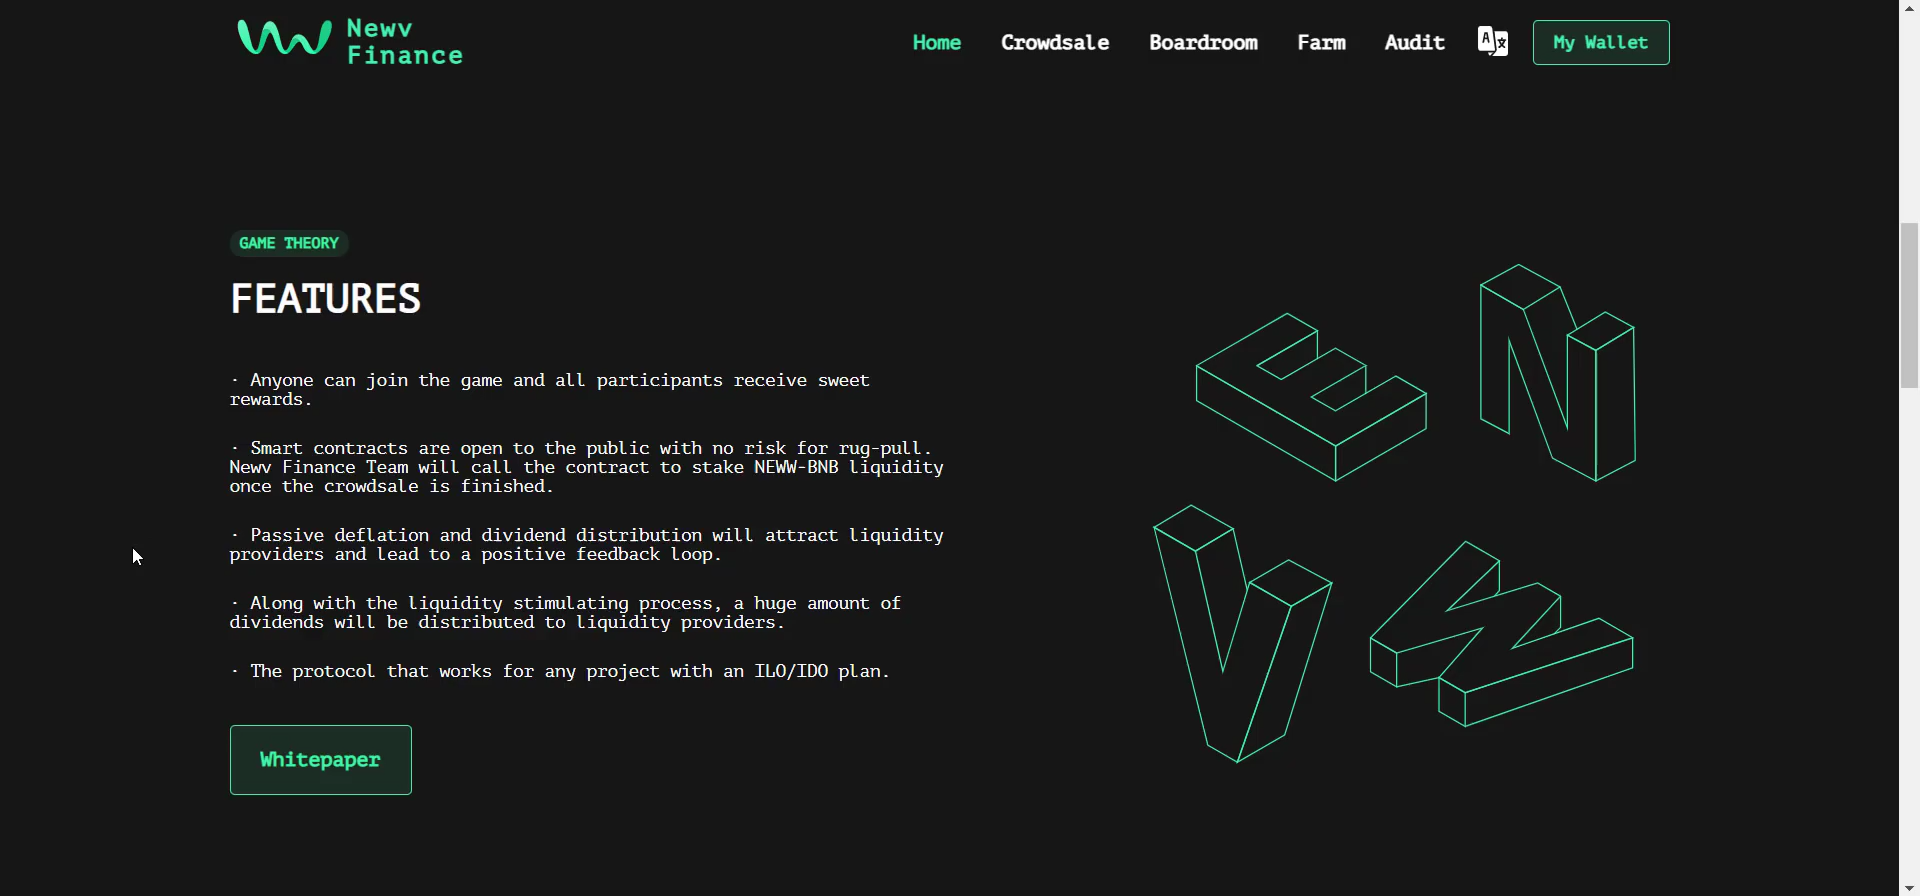 Newv
Finance
Home
Crowdsale
Boardroom
Farm
Audit
A文
My Wallet
GAME THEORY
FEATURES
· Anyone can join the game and all participants receive sweet
rewards.
· Smart contracts are open to the public with no risk for rug-pull.
Newv Finance Team will call the contract to stake NEWW-BNB liquidity
once the crowdsale is finished.
· Passive deflation and dividend distribution will attract liquidity
providers and lead to a positive feedback loop.
· Along with the liquidity stimulating process, a huge amount of
dividends will be distributed to liquidity providers.
· The protocol that works for any project with an ILO/IDO plan.
Whitepaper
E
N
V
W